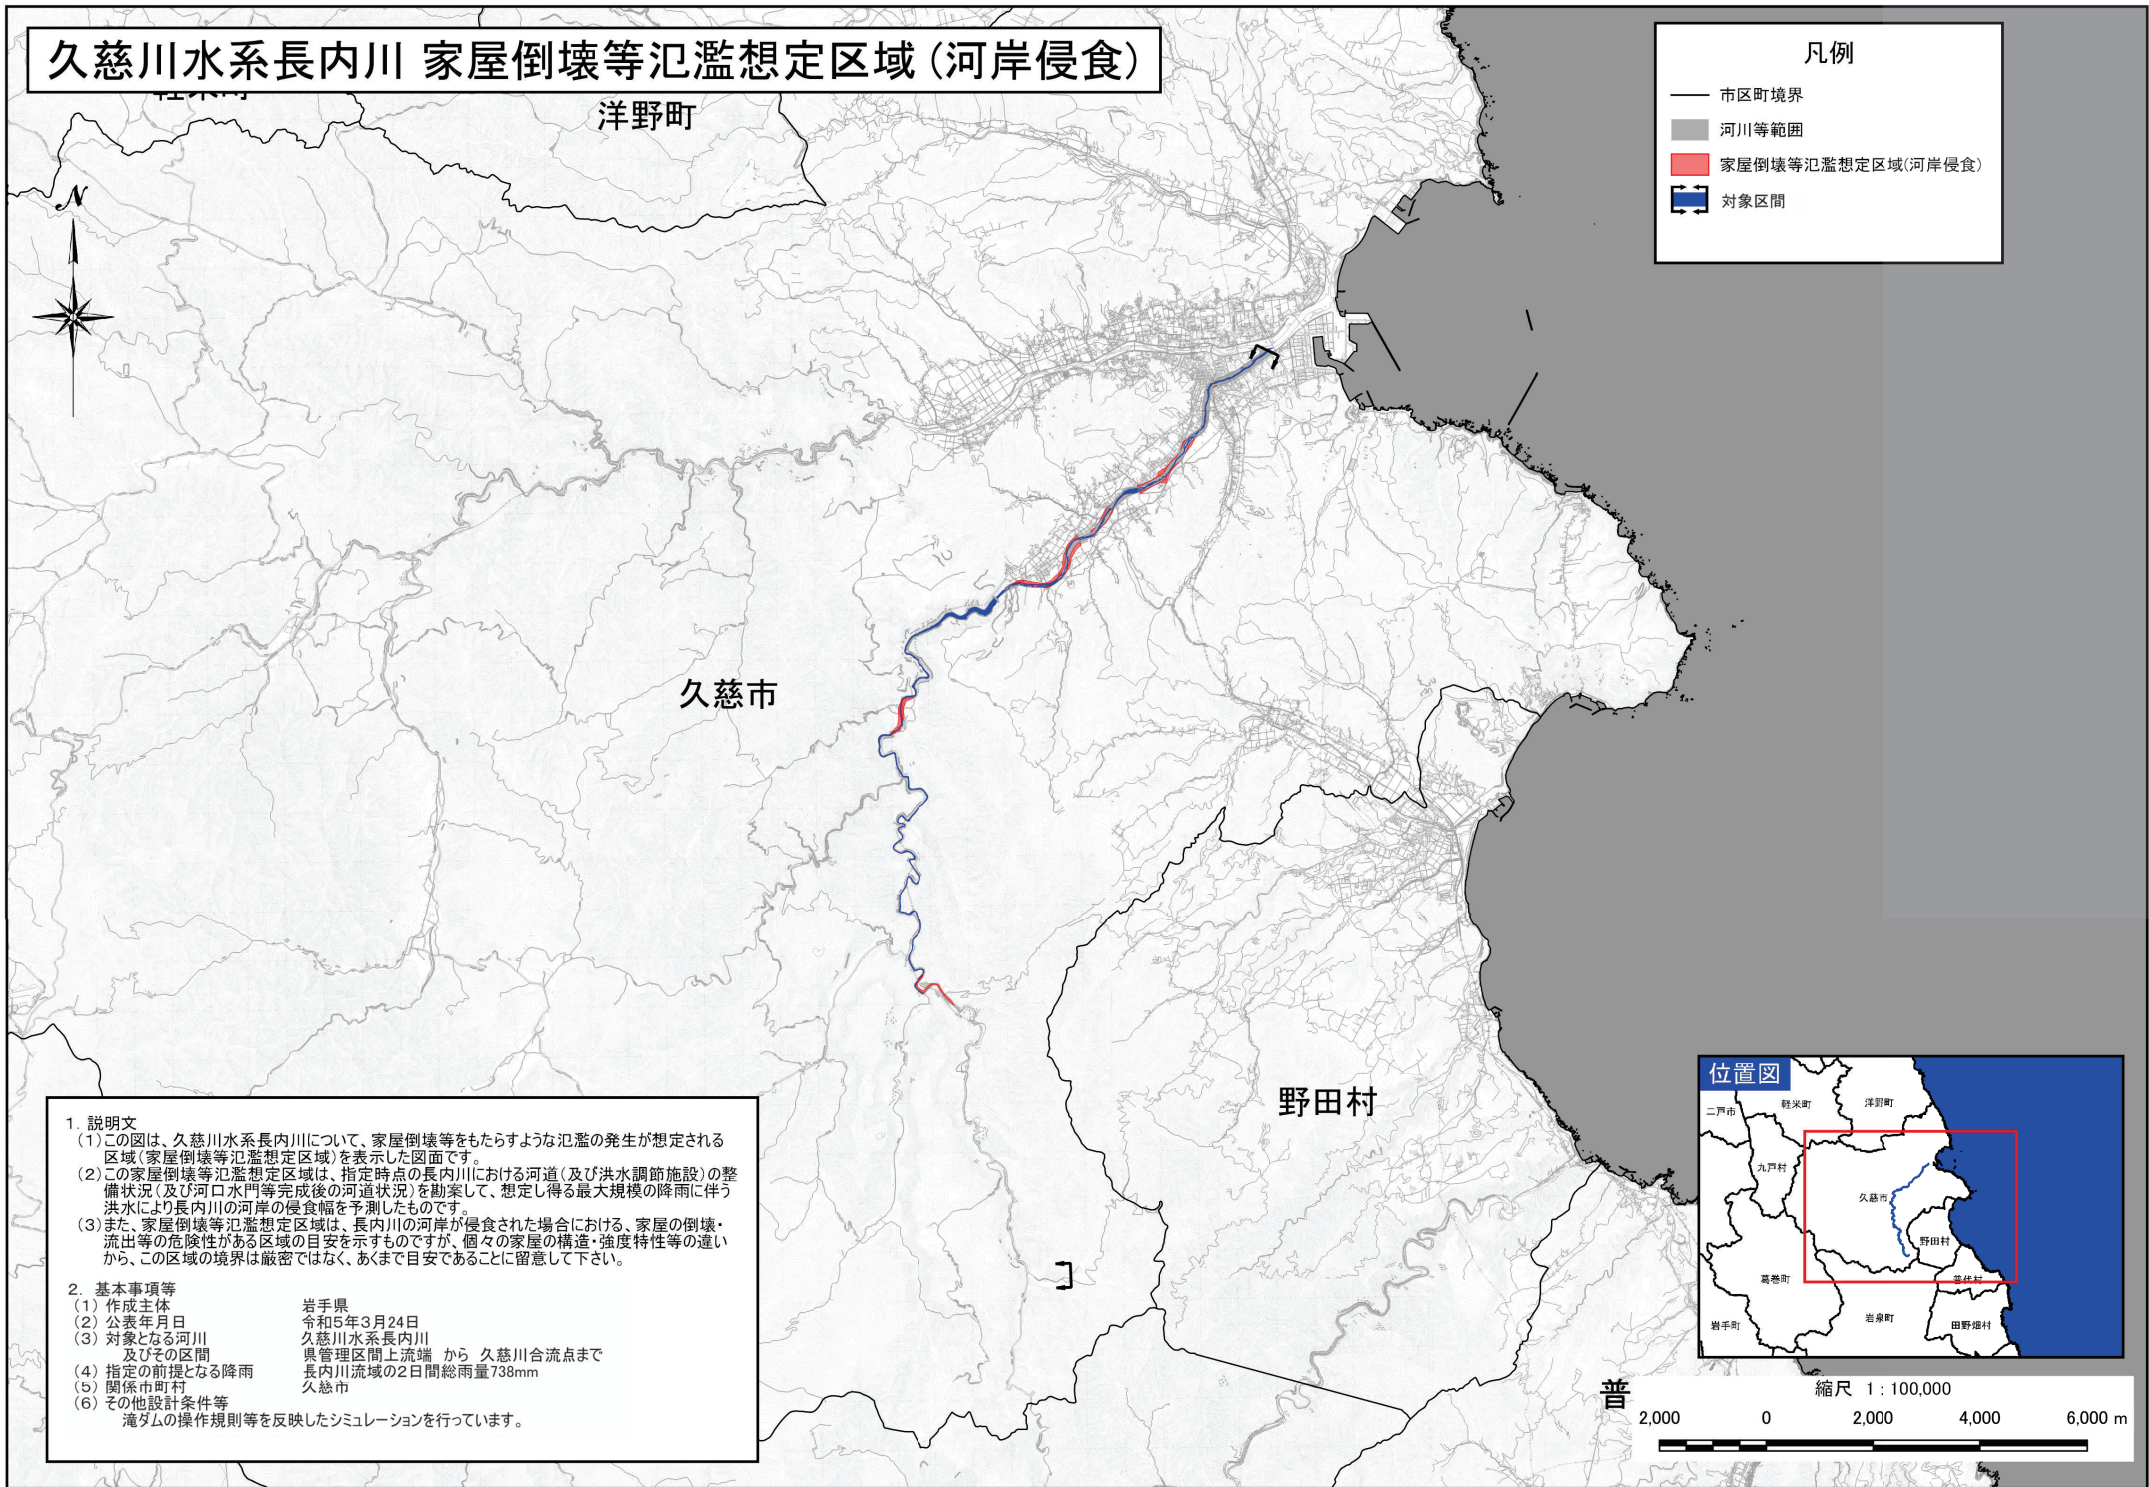 久慈川水系長内川 家屋倒壊等氾濫想定区域（河岸侵食）
洋野町
N
凡例
市区町境界
河川等範囲
家屋倒壊等氾濫想定区域(河岸侵食)
対象区間
久慈市
野田村
普
1. 説明文
（1）この図は、久慈川水系長内川について、家屋倒壊等をもたらすような氾濫の発生が想定される
区域（家屋倒壊等氾濫想定区域）を表示した図面です。
（2）この家屋倒壊等氾濫想定区域は、指定時点の長内川における河道（及び洪水調節施設）の整
備状況（及び河口水門等完成後の河道状況）を勘案して、想定し得る最大規模の降雨に伴う
洪水により長内川の河岸の侵食幅を予測したものです。
（3）また、家屋倒壊等氾濫想定区域は、長内川の河岸が侵食された場合における、家屋の倒壊・
流出等の危険性がある区域の目安を示すものですが、個々の家屋の構造・強度特性等の違い
から、この区域の境界は厳密ではなく、あくまで目安であることに留意して下さい。
2. 基本事項等
（1）作成主体 岩手県
（2）公表年月日 令和5年3月24日
（3）対象となる河川 久慈川水系長内川
及びその区間 県管理区間上流端 から 久慈川合流点まで
（4）指定の前提となる降雨 長内川流域の2日間総雨量738mm
（5）関係市町村 久慈市
（6）その他設計条件等
滝ダムの操作規則等を反映したシミュレーションを行っています。
位置図
二戸市
軽米町
洋野町
九戸村
久慈市
野田村
葛巻町
普代村
岩手町
岩泉町
田野畑村
縮尺 1：100,000
2,000 0 2,000 4,000 6,000 m